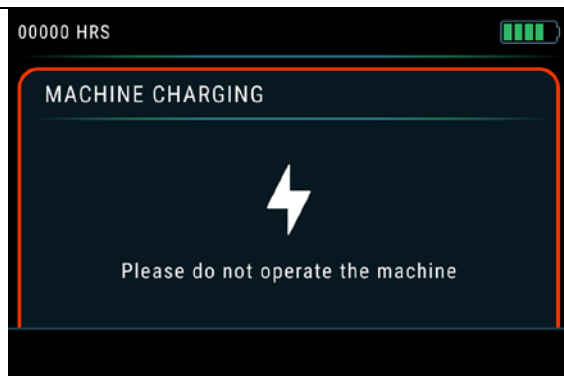 00000 HRS
MACHINE CHARGING
Please do not operate the machine